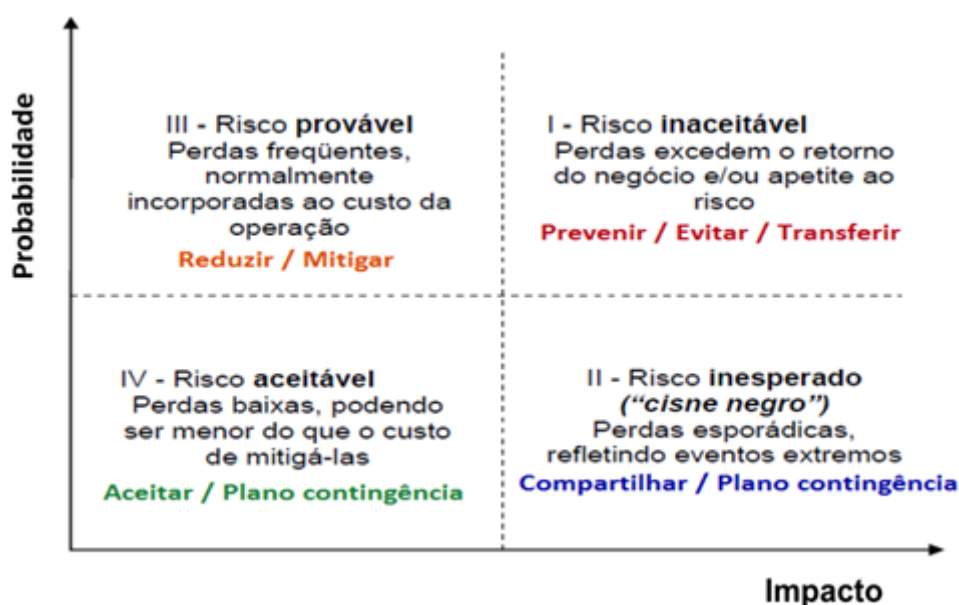 Probabilidade
III - Risco provável
Perdas freqüentes,
normalmente
incorporadas ao custo da
operação
Reduzir / Mitigar
I - Risco inaceitável
Perdas excedem o retorno
do negócio e/ou apetite ao
risco
Prevenir / Evitar / Transferir
IV - Risco aceitável
Perdas baixas, podendo
ser menor do que o custo
de mitigá-las
Aceitar / Plano contingência
II - Risco inesperado
(“cisne negro”)
Perdas esporádicas,
refletindo eventos extremos
Compartilhar / Plano contingência
Impacto